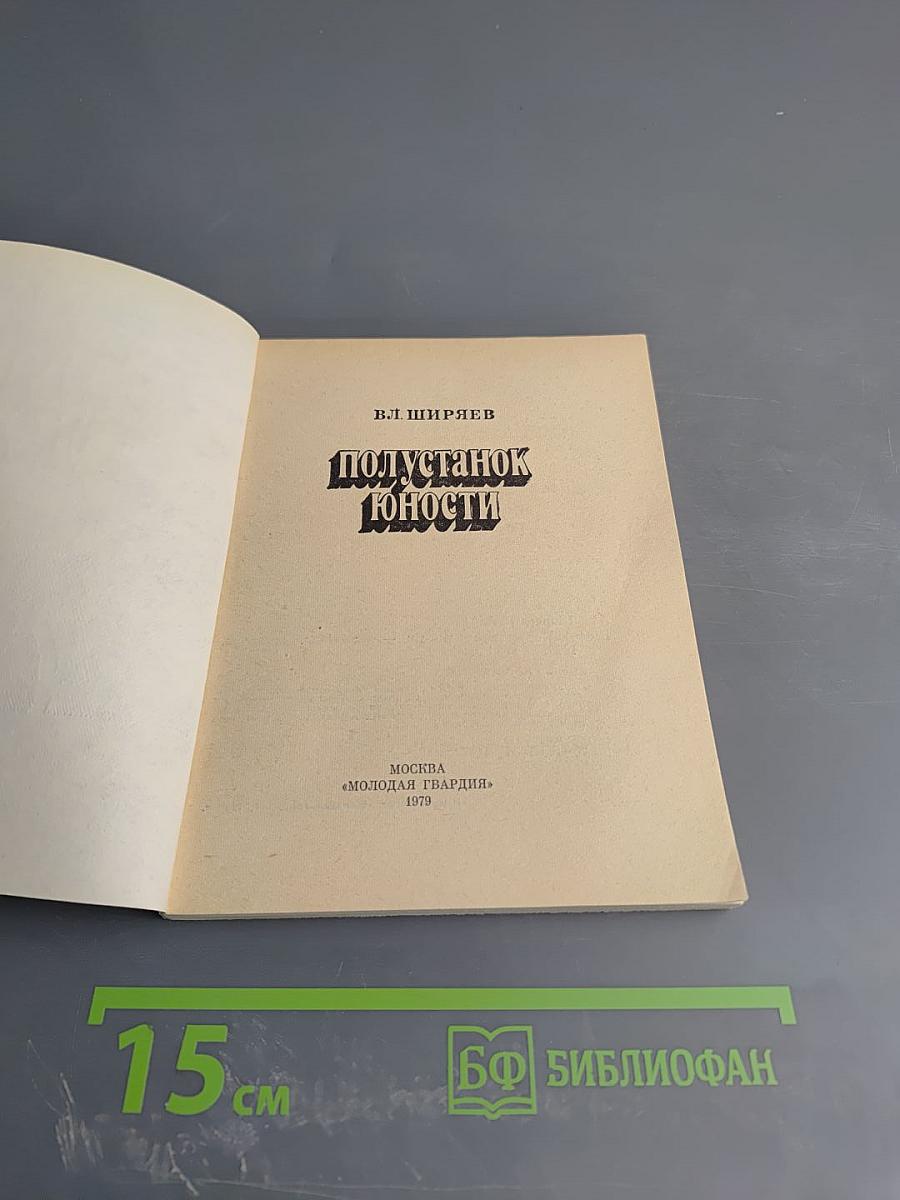 ВЛ. ШИРЯЕВ
ПОЛУСТАНОК
ЮНОСТИ
МОСКВА
«МОЛОДАЯ ГВАРДИЯ»
1979
15 см
БФ БИБЛИОФАН